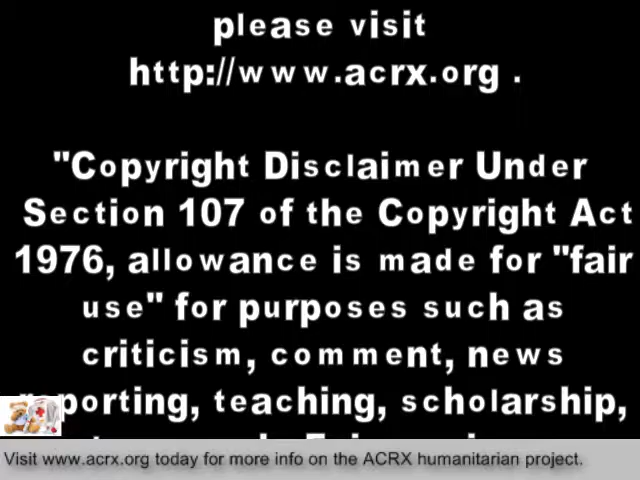 please visit
http://www.acrx.org .
"Copyright Disclaimer Under
Section 107 of the Copyright Act
1976, allowance is made for "fair
use" for purposes such as
criticism, comment, news
reporting, teaching, scholarship,
Visit www.acrx.org today for more info on the ACRX humanitarian project.